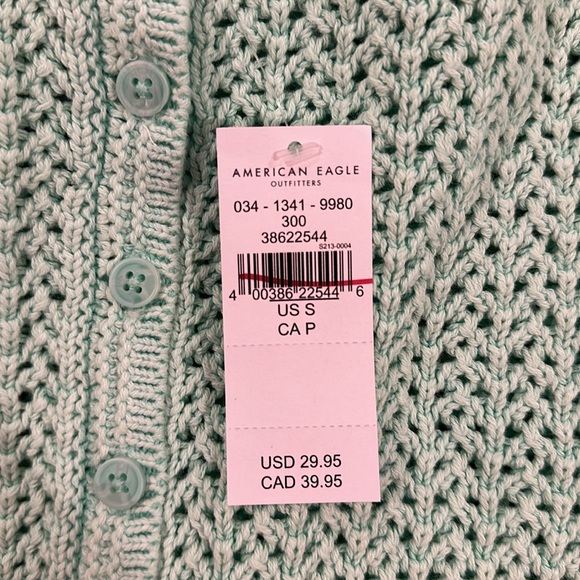 AMERICAN EAGLE
OUTFITTERS
034 - 1341 - 9980
300
38622544
S213-0004
4 00386 22544 6
US S
CA P
USD 29.95
CAD 39.95